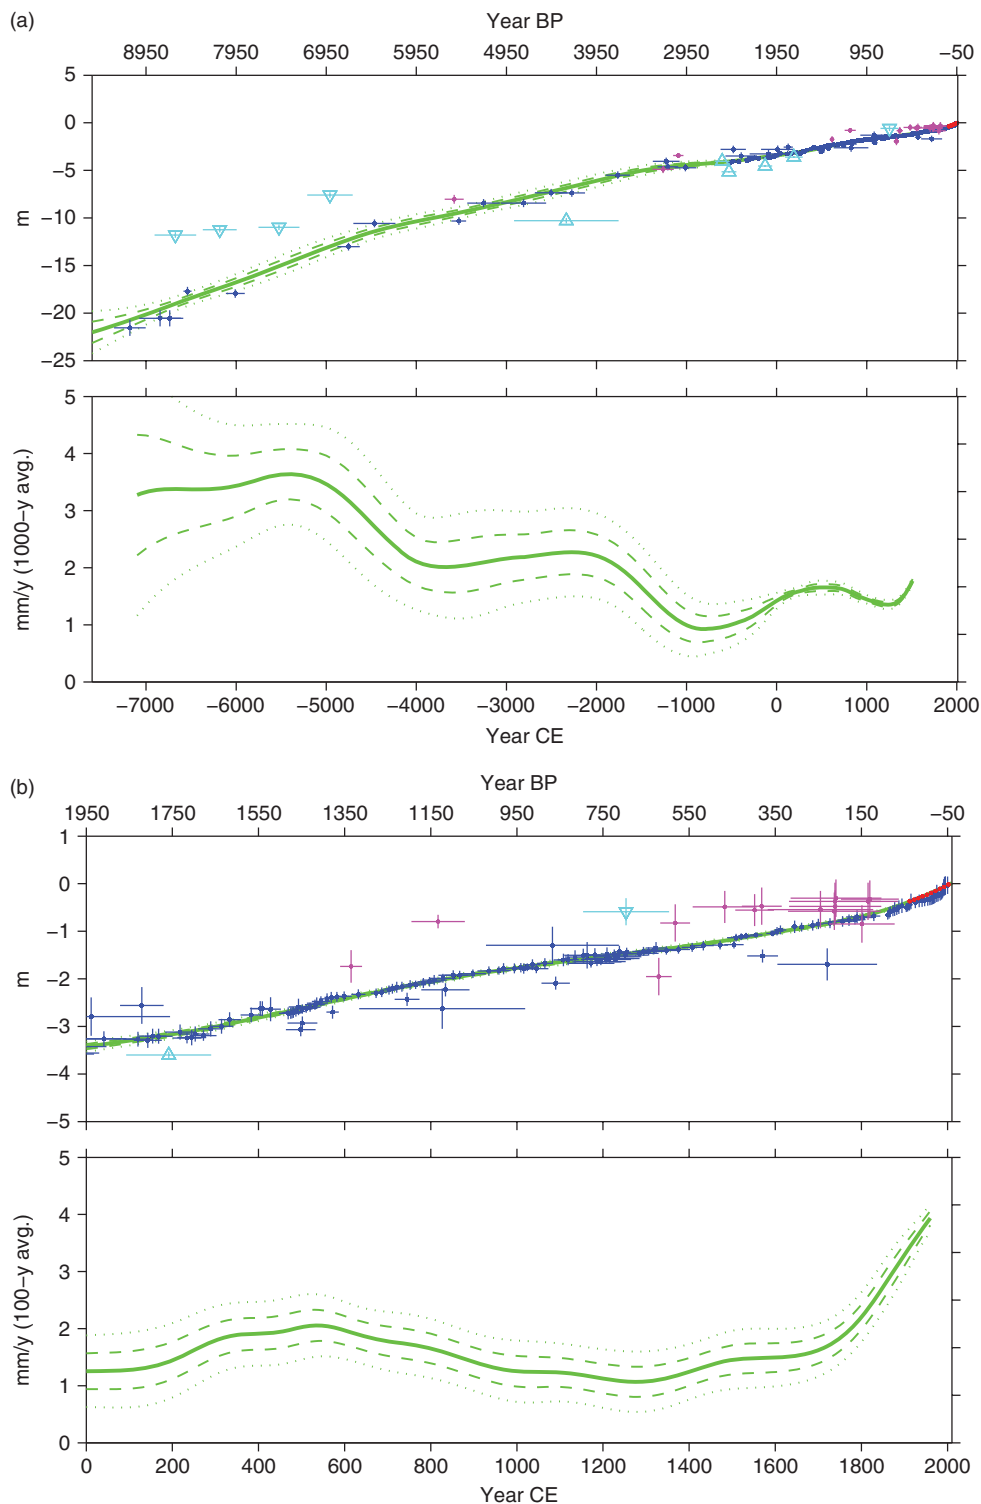 (a)
Year BP
8950 7950 6950 5950 4950 3950 2950 1950 950 −50
5
0
−5
−10
−15
−20
−25
m
5
4
3
2
1
0
mm/y (1000−y avg.)
−7000 −6000 −5000 −4000 −3000 −2000 −1000 0 1000 2000
Year CE
(b)
Year BP
1950 1750 1550 1350 1150 950 750 550 350 150 −50
1
0
−1
−2
−3
−4
−5
m
5
4
3
2
1
0
mm/y (100−y avg.)
0 200 400 600 800 1000 1200 1400 1600 1800 2000
Year CE